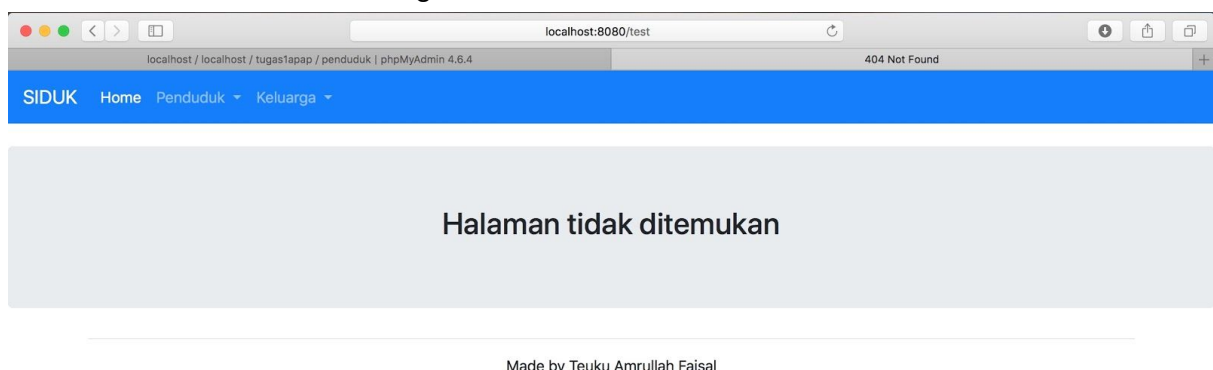 localhost:8080/test
localhost / localhost / tugas1apap / penduduk | phpMyAdmin 4.6.4
404 Not Found
SIDUK Home Penduduk Keluarga
Halaman tidak ditemukan
Made by Teuku Amrullah Faisal